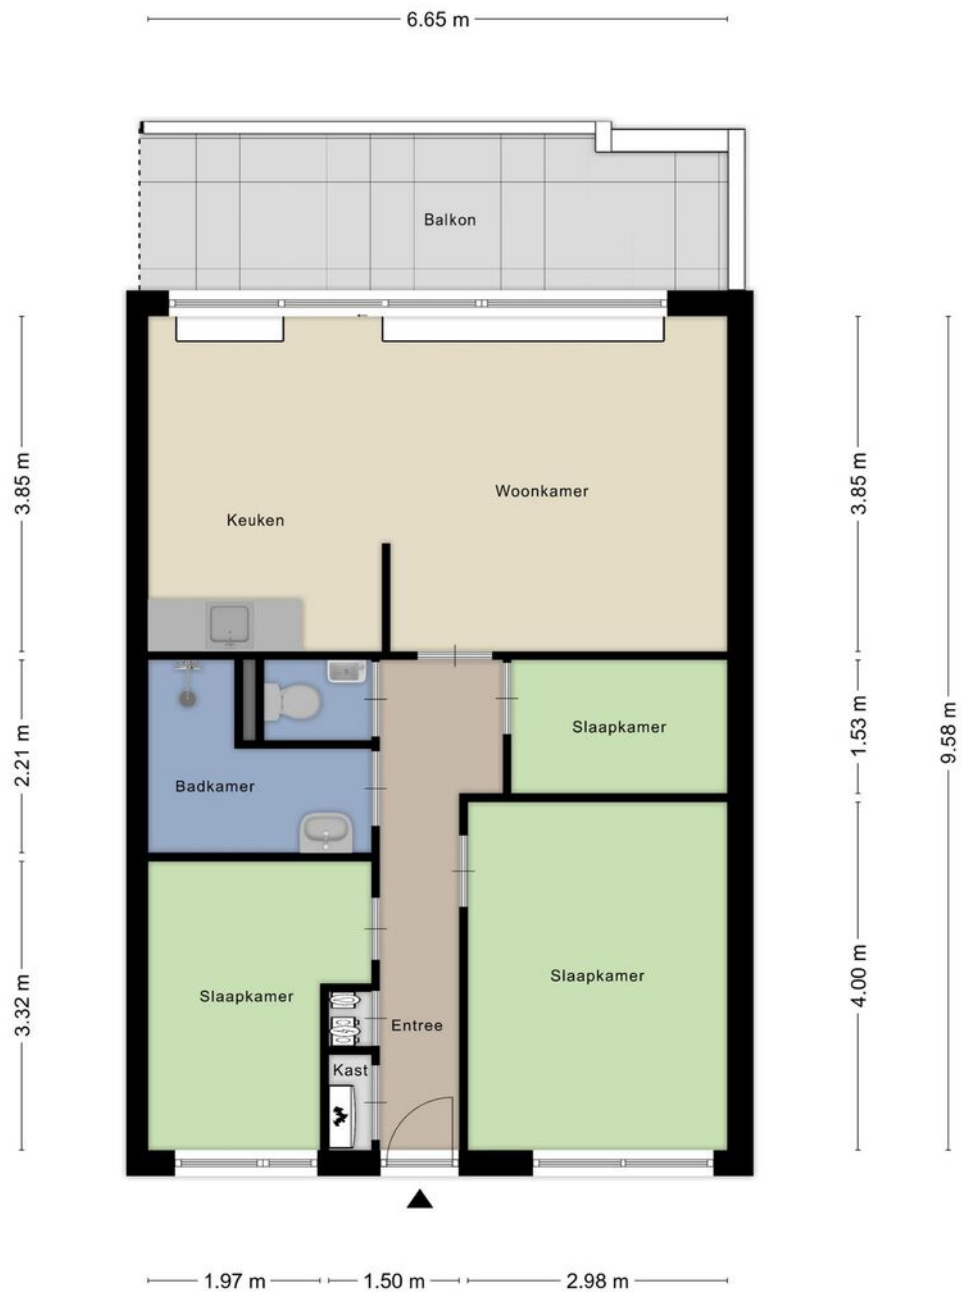 6.65 m
Balkon
3.85 m
3.85 m
Woonkamer
Keuken
2.21 m
1.53 m
9.58 m
Slaapkamer
Badkamer
3.32 m
4.00 m
Slaapkamer
Slaapkamer
Entree
Kast
1.97 m
1.50 m
2.98 m